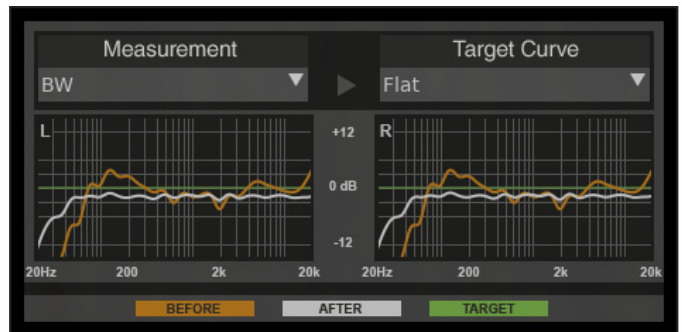 Measurement
Target Curve
BW
Flat
L
+12
R
0 dB
-12
20Hz 200 2k 20k
20Hz 200 2k 20k
BEFORE
AFTER
TARGET